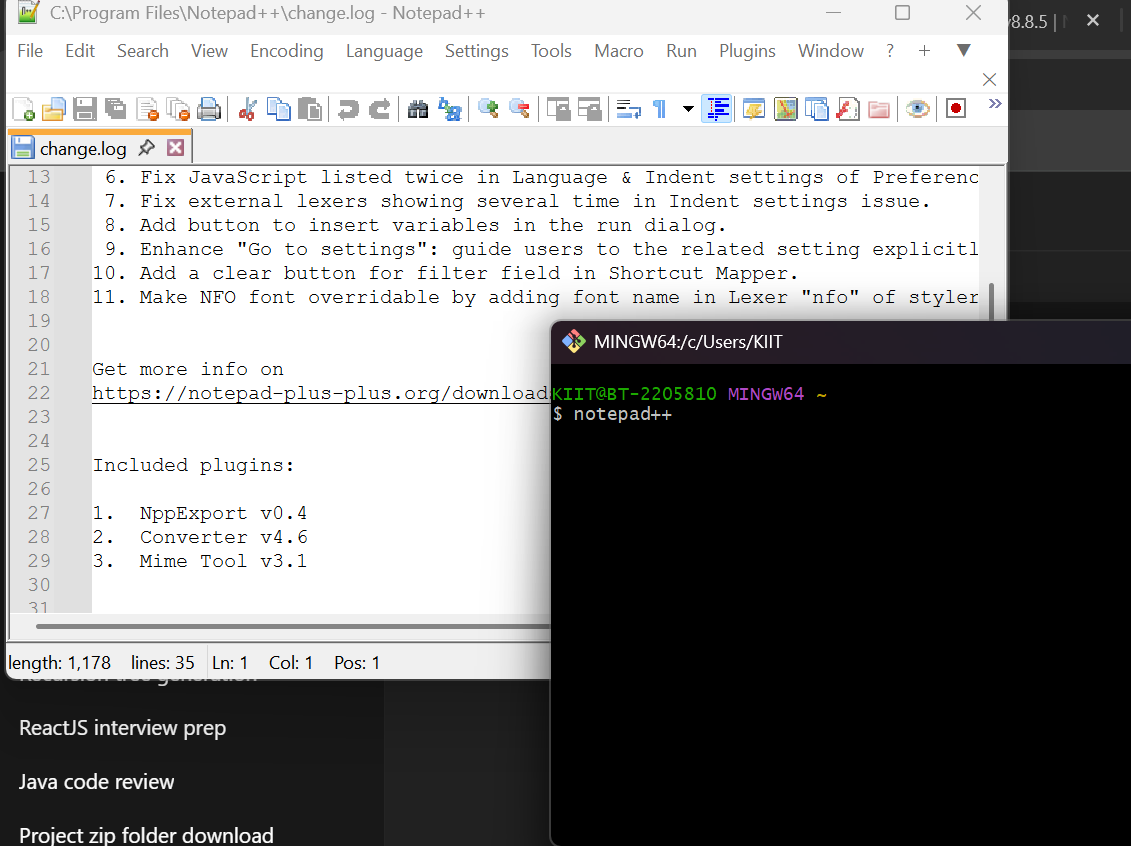 C:\Program Files\Notepad++\change.log - Notepad++
v8.8.5 |
File Edit Search View Encoding Language Settings Tools Macro Run Plugins Window ? + ▼
change.log
13 6. Fix JavaScript listed twice in Language & Indent settings of Preferenc
14 7. Fix external lexers showing several time in Indent settings issue.
15 8. Add button to insert variables in the run dialog.
16 9. Enhance "Go to settings": guide users to the related setting explicitl
17 10. Add a clear button for filter field in Shortcut Mapper.
18 11. Make NFO font overridable by adding font name in Lexer "nfo" of styler
19
20
21 Get more info on
22 https://notepad-plus-plus.org/download
23
24
25 Included plugins:
26
27 1. NppExport v0.4
28 2. Converter v4.6
29 3. Mime Tool v3.1
30
31
length: 1,178 lines: 35 Ln: 1 Col: 1 Pos: 1
MINGW64:/c/Users/KIIT
KIIT@BT-2205810 MINGW64 ~
$ notepad++
Recursion tree generation
ReactJS interview prep
Java code review
Project zip folder download